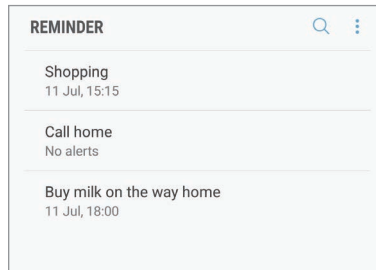 REMINDER
Shopping
11 Jul, 15:15
Call home
No alerts
Buy milk on the way home
11 Jul, 18:00